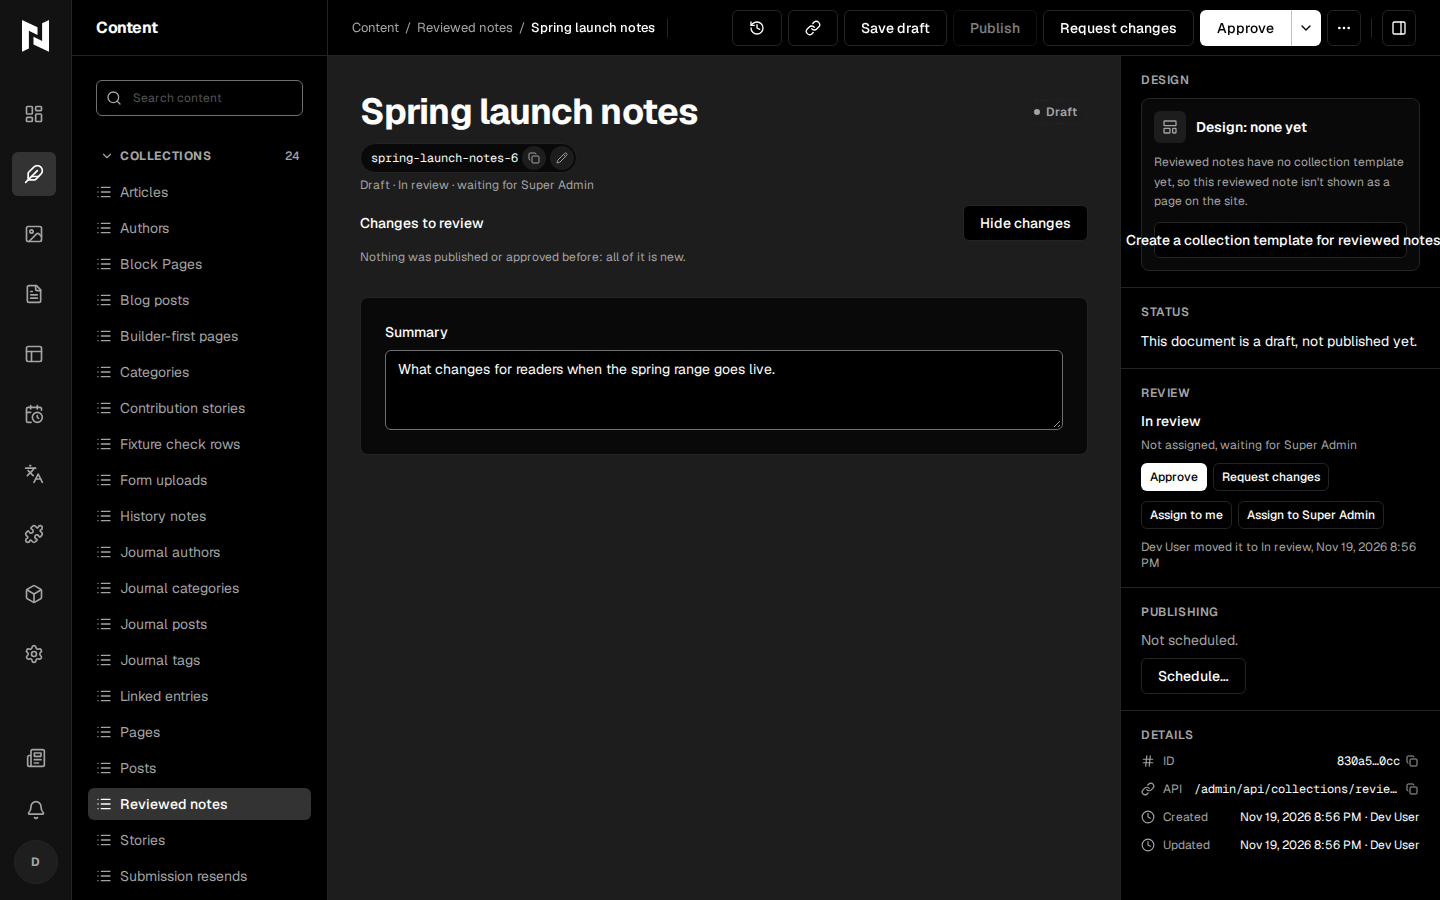 Content
Content / Reviewed notes / Spring launch notes
Save draft
Publish
Request changes
Approve
Search content
COLLECTIONS 24
Articles
Authors
Block Pages
Blog posts
Builder-first pages
Categories
Contribution stories
Fixture check rows
Form uploads
History notes
Journal authors
Journal categories
Journal posts
Journal tags
Linked entries
Pages
Posts
Reviewed notes
Stories
Submission resends
D
Spring launch notes
Draft
spring-launch-notes-6
Draft · In review · waiting for Super Admin
Changes to review
Hide changes
Nothing was published or approved before: all of it is new.
Summary
What changes for readers when the spring range goes live.
DESIGN
Design: none yet
Reviewed notes have no collection template
yet, so this reviewed note isn't shown as a
page on the site.
Create a collection template for reviewed notes
STATUS
This document is a draft, not published yet.
REVIEW
In review
Not assigned, waiting for Super Admin
Approve
Request changes
Assign to me
Assign to Super Admin
Dev User moved it to In review, Nov 19, 2026 8:56
PM
PUBLISHING
Not scheduled.
Schedule...
DETAILS
ID 830a5…0cc
API /admin/api/collections/revie…
Created Nov 19, 2026 8:56 PM · Dev User
Updated Nov 19, 2026 8:56 PM · Dev User